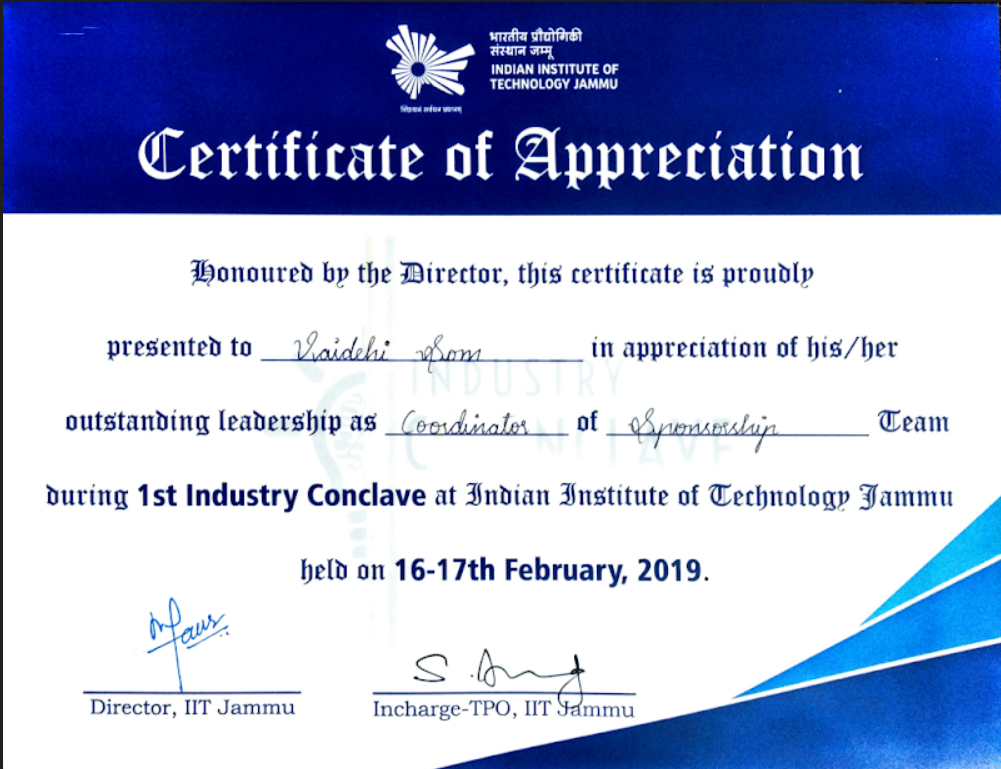 भारतीय प्रौद्योगिकी
संस्थान जम्मू
INDIAN INSTITUTE OF
TECHNOLOGY JAMMU
Certificate of Appreciation
Honoured by the Director, this certificate is proudly
presented to Vaidehi Som in appreciation of his/her
INDUSTRY
outstanding leadership as Coordinator of Sponsorship Team
CONCLAVE
during 1st Industry Conclave at Indian Institute of Technology Jammu
held on 16-17th February, 2019.
Director, IIT Jammu
Incharge-TPO, IIT Jammu